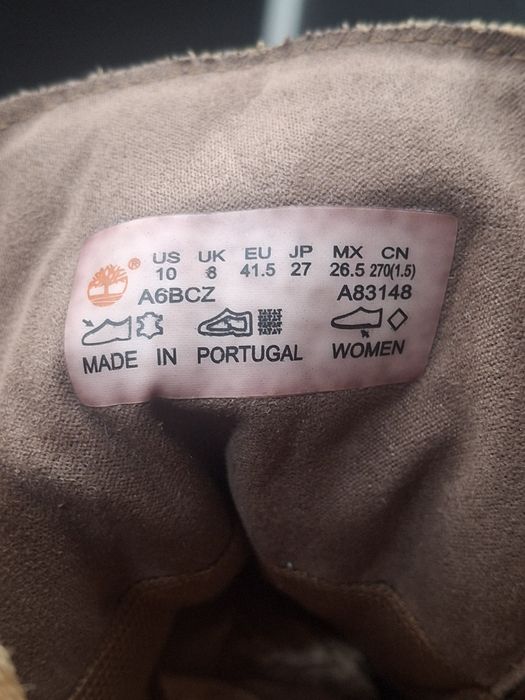 US UK EU JP MX CN
10 8 41.5 27 26.5 270(1.5)
A6BCZ A83148
MADE IN PORTUGAL WOMEN